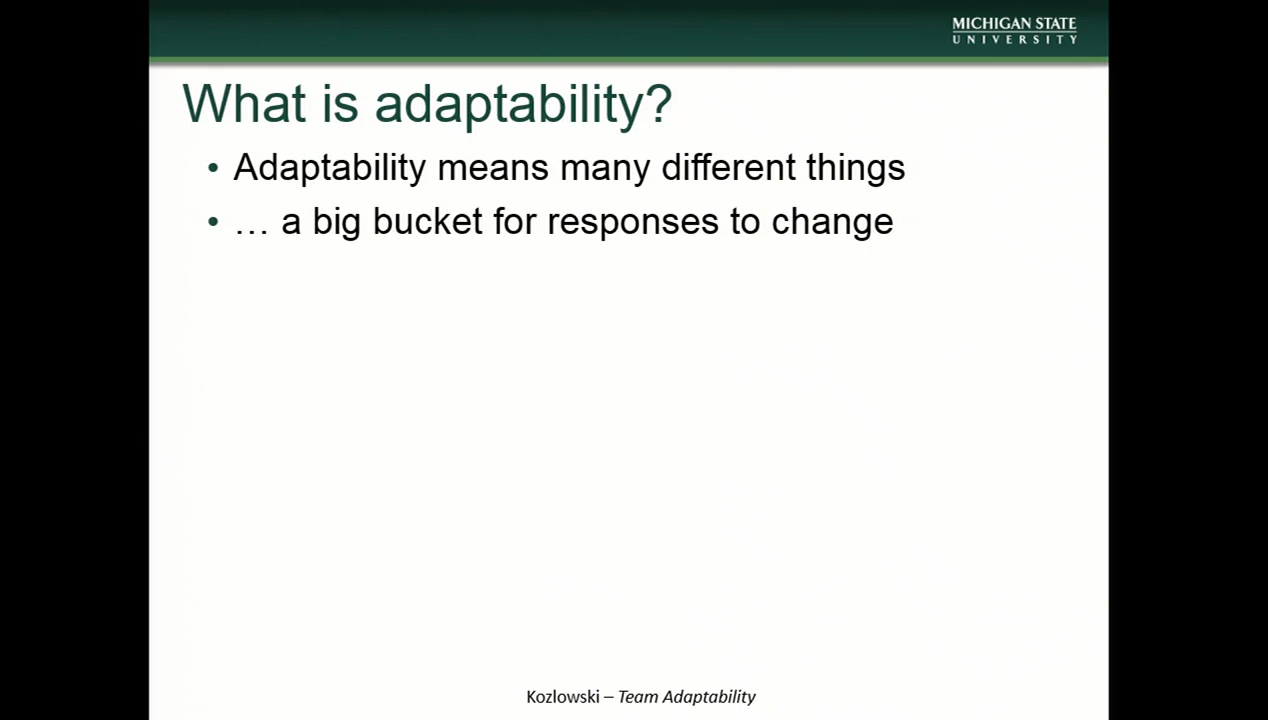 MICHIGAN STATE
UNIVERSITY
What is adaptability?
• Adaptability means many different things
• … a big bucket for responses to change
Kozlowski – Team Adaptability